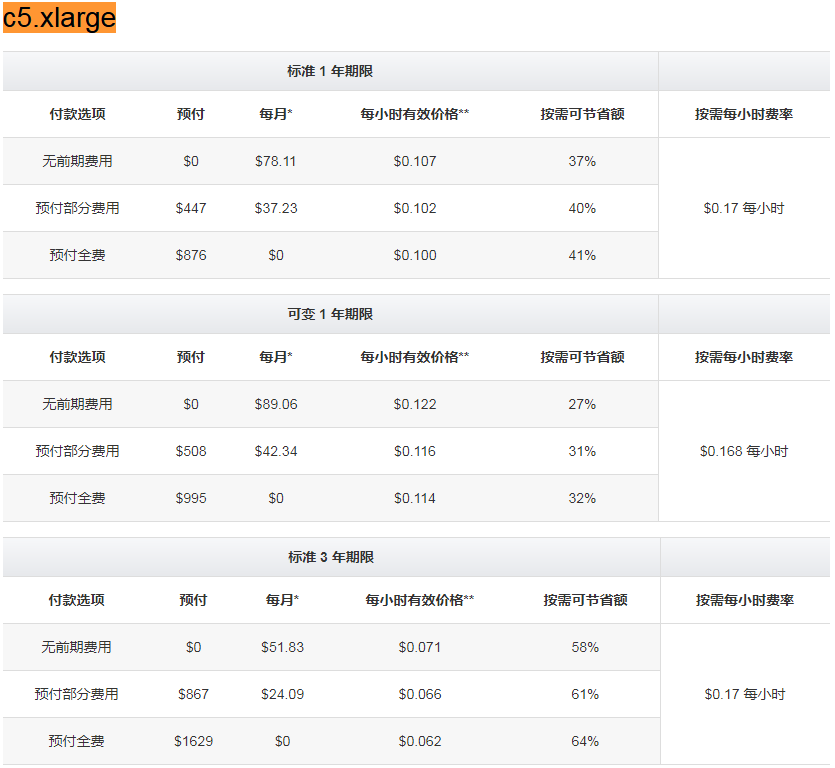 c5.xlarge
标准 1 年期限
付款选项 预付 每月* 每小时有效价格** 按需可节省额 按需每小时费率
无前期费用 $0 $78.11 $0.107 37%
预付部分费用 $447 $37.23 $0.102 40% $0.17 每小时
预付全费 $876 $0 $0.100 41%
可变 1 年期限
付款选项 预付 每月* 每小时有效价格** 按需可节省额 按需每小时费率
无前期费用 $0 $89.06 $0.122 27%
预付部分费用 $508 $42.34 $0.116 31% $0.168 每小时
预付全费 $995 $0 $0.114 32%
标准 3 年期限
付款选项 预付 每月* 每小时有效价格** 按需可节省额 按需每小时费率
无前期费用 $0 $51.83 $0.071 58%
预付部分费用 $867 $24.09 $0.066 61% $0.17 每小时
预付全费 $1629 $0 $0.062 64%